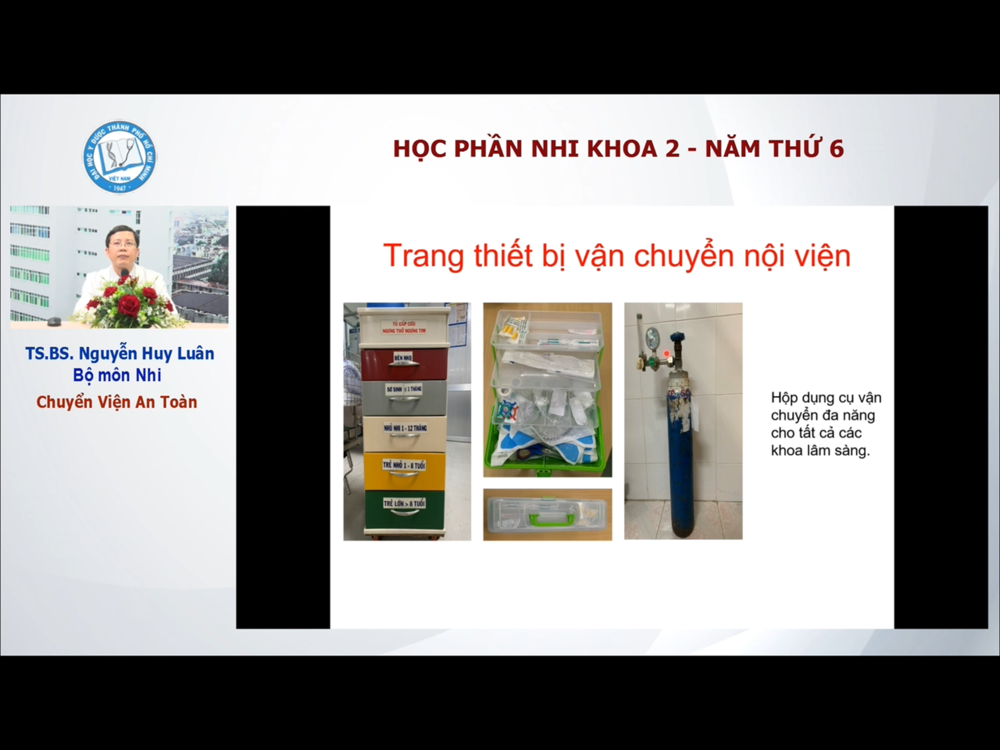 ĐẠI HỌC Y DƯỢC THÀNH PHỐ HỒ CHÍ MINH
VIỆT NAM
1947
HỌC PHẦN NHI KHOA 2 - NĂM THỨ 6
TS.BS. Nguyễn Huy Luân
Bộ môn Nhi
Chuyển Viện An Toàn
Trang thiết bị vận chuyển nội viện
TỦ CẤP CỨU
NGƯNG THỞ NGƯNG TIM
ĐÈN NKQ
SƠ SINH ≤ 1 THÁNG
NHŨ NHI 1 - 12 THÁNG
TRẺ NHỎ 1 - 8 TUỔI
TRẺ LỚN > 8 TUỔI
Hộp dụng cụ vận
chuyển đa năng
cho tất cả các
khoa lâm sàng.